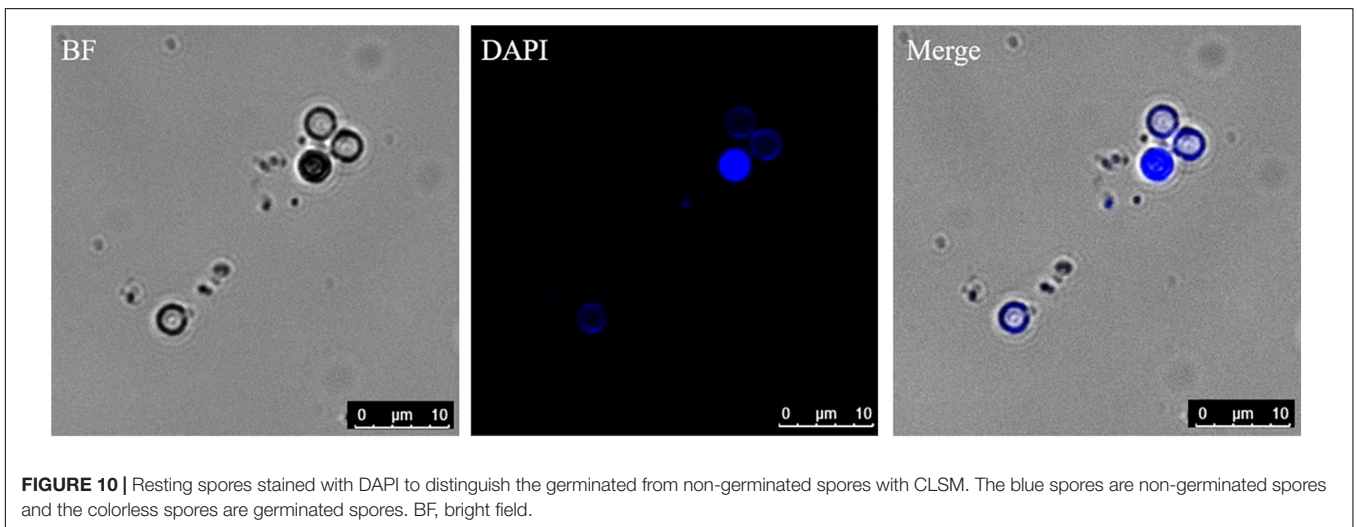 BF
DAPI
Merge
0 µm 10
0 µm 10
0 µm 10
FIGURE 10 | Resting spores stained with DAPI to distinguish the germinated from non-germinated spores with CLSM. The blue spores are non-germinated spores
and the colorless spores are germinated spores. BF, bright field.